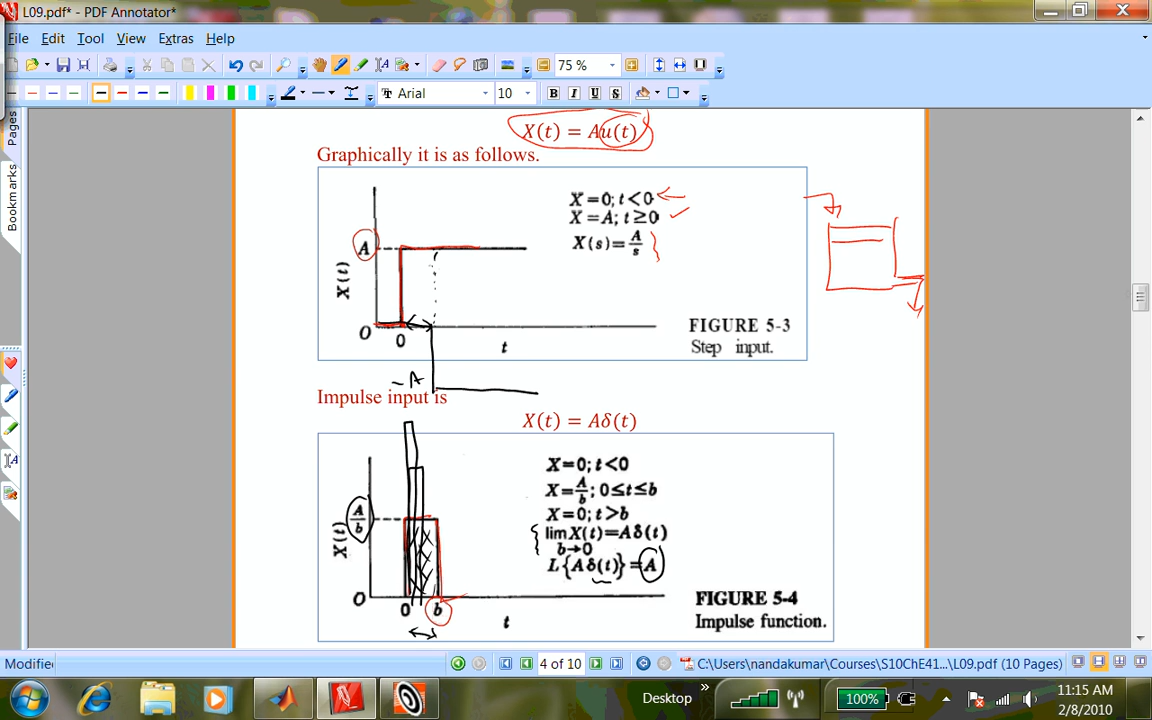 L09.pdf* - PDF Annotator*
File Edit Tool View Extras Help
75 %
Arial 10 B I U S
Pages
Bookmarks
X(t) = Au(t)
Graphically it is as follows.
X=0; t<0
X=A; t≥0
X(s)=A/s
A
X(t)
O
0
t
FIGURE 5-3
Step input.
-A
Impulse input is
X(t) = Aδ(t)
X=0; t<0
X=A/b; 0≤t≤b
X=0; t>b
lim X(t)=Aδ(t)
b→0
L{Aδ(t)}=A
A/b
X(t)
O
0 b
t
FIGURE 5-4
Impulse function.
Modifie
4 of 10
C:\Users\nandakumar\Courses\S10ChE41...\L09.pdf (10 Pages)
Desktop
100%
11:15 AM
2/8/2010